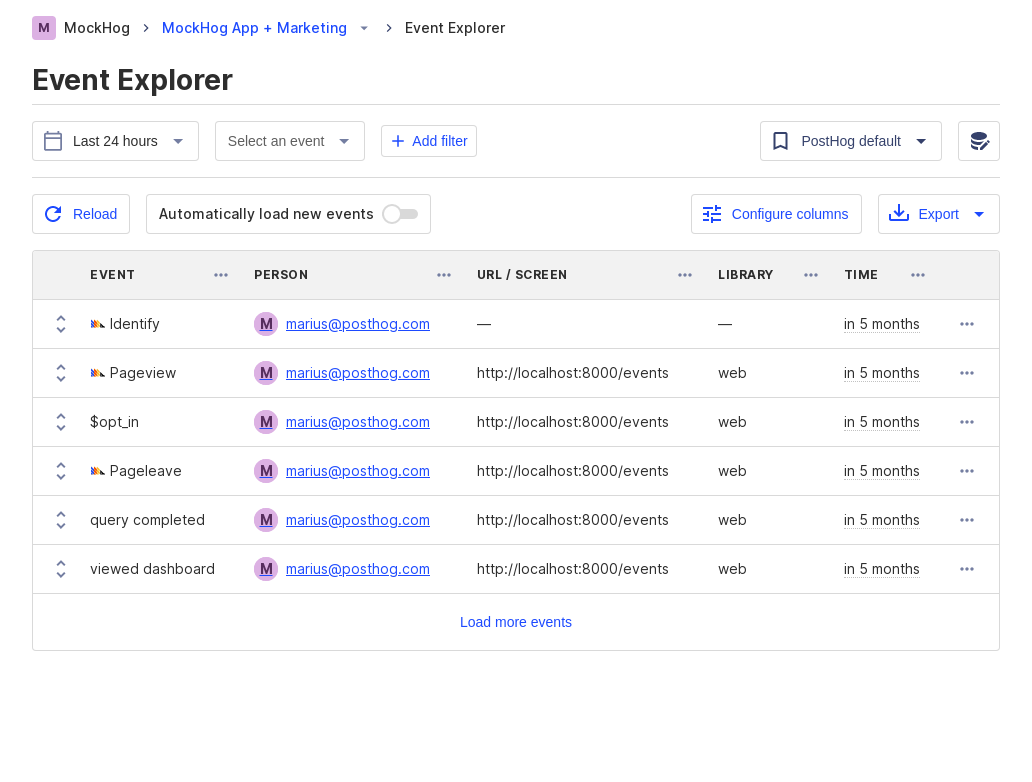 M MockHog MockHog App + Marketing Event Explorer
Event Explorer
Last 24 hours Select an event Add filter PostHog default
Reload Automatically load new events Configure columns Export
EVENT PERSON URL / SCREEN LIBRARY TIME
Identify M marius@posthog.com — — in 5 months
Pageview M marius@posthog.com http://localhost:8000/events web in 5 months
$opt_in M marius@posthog.com http://localhost:8000/events web in 5 months
Pageleave M marius@posthog.com http://localhost:8000/events web in 5 months
query completed M marius@posthog.com http://localhost:8000/events web in 5 months
viewed dashboard M marius@posthog.com http://localhost:8000/events web in 5 months
Load more events